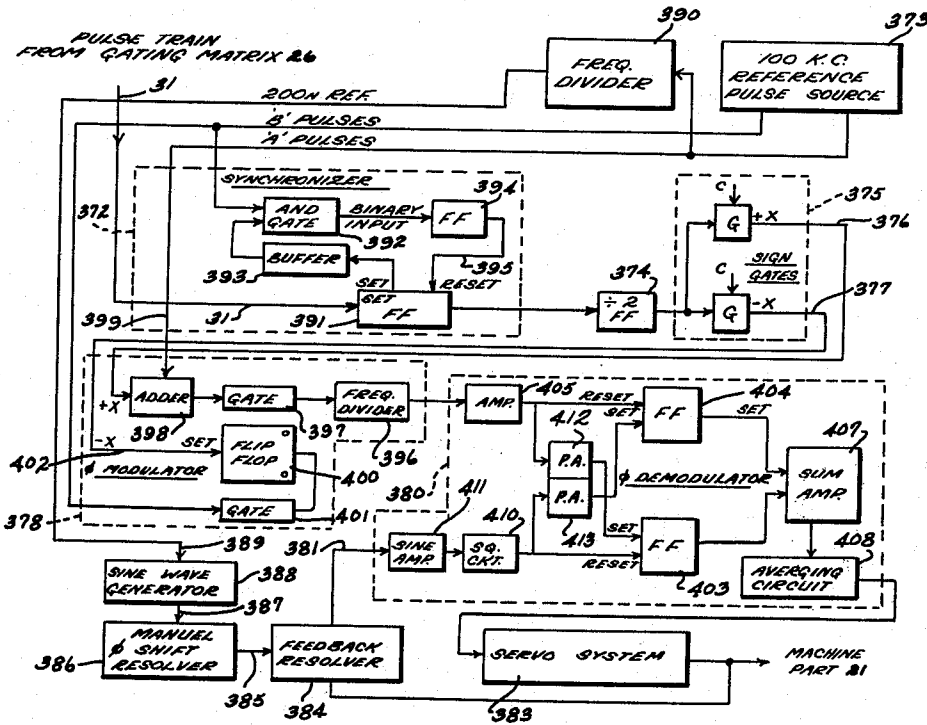 PULSE TRAIN
FROM GATING MATRIX 26
31
390
FREQ.
DIVIDER
373
100 K.C.
REFERENCE
PULSE SOURCE
200~ REF.
'B' PULSES
'A' PULSES
SYNCHRONIZER
372
AND
GATE
392
BINARY
INPUT
FF
394
395
BUFFER
393
SET
RESET
SET
FF
391
31
399
374
÷ 2
FF
C
G
+X
375
376
SIGN
GATES
C
G
-X
377
+X
ADDER
398
GATE
397
FREQ.
DIVIDER
396
-X
SET
402
FLIP
FLOP
400
φ MODULATOR
GATE
401
378
AMP.
405
RESET
SET
FF
404
SET
412
P.A.
P.A.
413
380
φ DEMODULATOR
407
SUM
AMP.
411
SINE
AMP.
410
SQ.
CKT.
SET
RESET
FF
403
408
AVERGING
CIRCUIT
381
389
SINE WAVE
GENERATOR
388
387
MANUEL
φ SHIFT
RESOLVER
386
385
FEEDBACK
RESOLVER
384
SERVO SYSTEM
383
MACHINE
PART 21